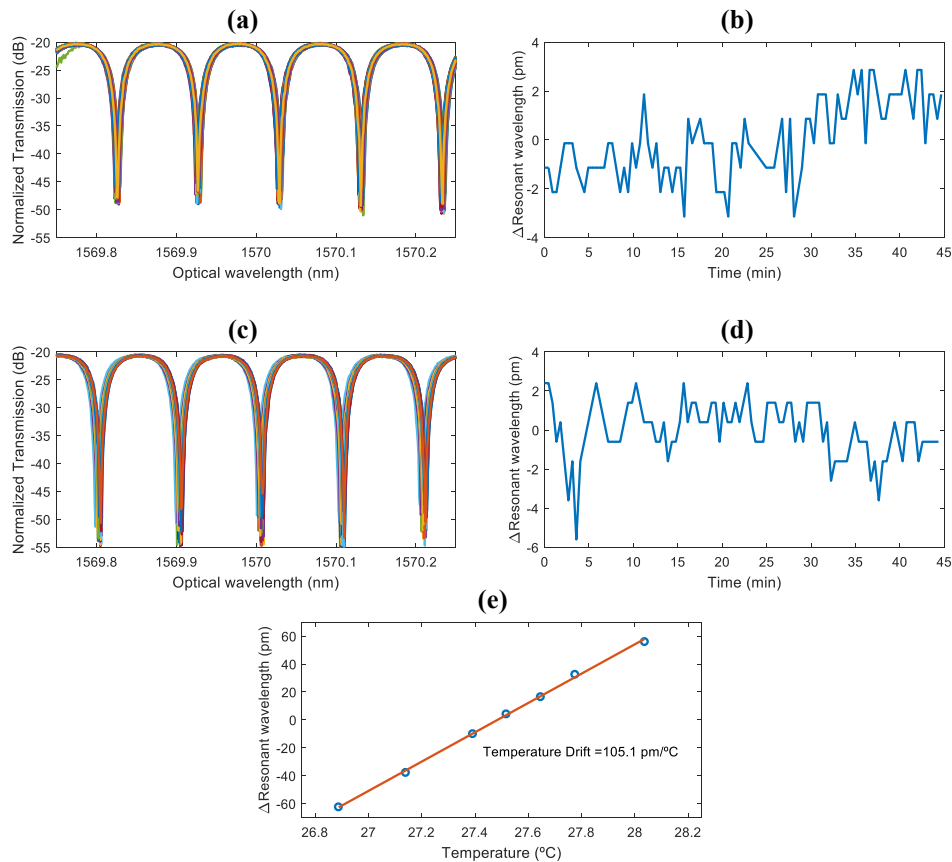 (a)
-20
-25
-30
-35
-40
-45
-50
-55
1569.8 1569.9 1570 1570.1 1570.2
Normalized Transmission (dB)
Optical wavelength (nm)
(b)
4
2
0
-2
-4
0 5 10 15 20 25 30 35 40 45
ΔResonant wavelength (pm)
Time (min)
(c)
-20
-25
-30
-35
-40
-45
-50
-55
1569.8 1569.9 1570 1570.1 1570.2
Normalized Transmission (dB)
Optical wavelength (nm)
(d)
4
2
0
-2
-4
-6
0 5 10 15 20 25 30 35 40 45
ΔResonant wavelength (pm)
Time (min)
(e)
60
40
20
0
-20
-40
-60
Temperature Drift =105.1 pm/ºC
26.8 27 27.2 27.4 27.6 27.8 28 28.2
ΔResonant wavelength (pm)
Temperature (ºC)